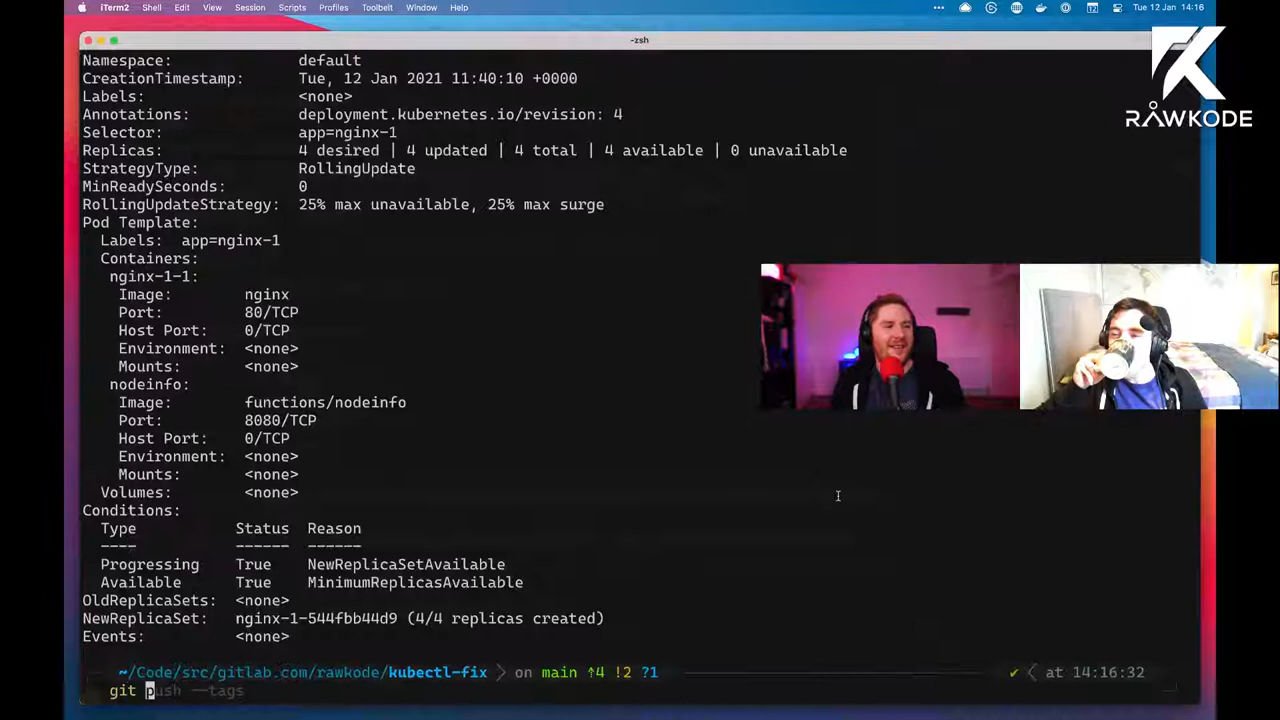 iTerm2 Shell Edit View Session Scripts Profiles Toolbelt Window Help Tue 12 Jan 14:16
-zsh
RAWKODE
Namespace: default
CreationTimestamp: Tue, 12 Jan 2021 11:40:10 +0000
Labels: <none>
Annotations: deployment.kubernetes.io/revision: 4
Selector: app=nginx-1
Replicas: 4 desired | 4 updated | 4 total | 4 available | 0 unavailable
StrategyType: RollingUpdate
MinReadySeconds: 0
RollingUpdateStrategy: 25% max unavailable, 25% max surge
Pod Template:
Labels: app=nginx-1
Containers:
nginx-1-1:
Image: nginx
Port: 80/TCP
Host Port: 0/TCP
Environment: <none>
Mounts: <none>
nodeinfo:
Image: functions/nodeinfo
Port: 8080/TCP
Host Port: 0/TCP
Environment: <none>
Mounts: <none>
Volumes: <none>
Conditions:
Type Status Reason
---- ------ ------
Progressing True NewReplicaSetAvailable
Available True MinimumReplicasAvailable
OldReplicaSets: <none>
NewReplicaSet: nginx-1-544fbb44d9 (4/4 replicas created)
Events: <none>
~/Code/src/gitlab.com/rawkode/kubectl-fix on main ⇡4 !2 ?1 ✔ at 14:16:32
git push --tags